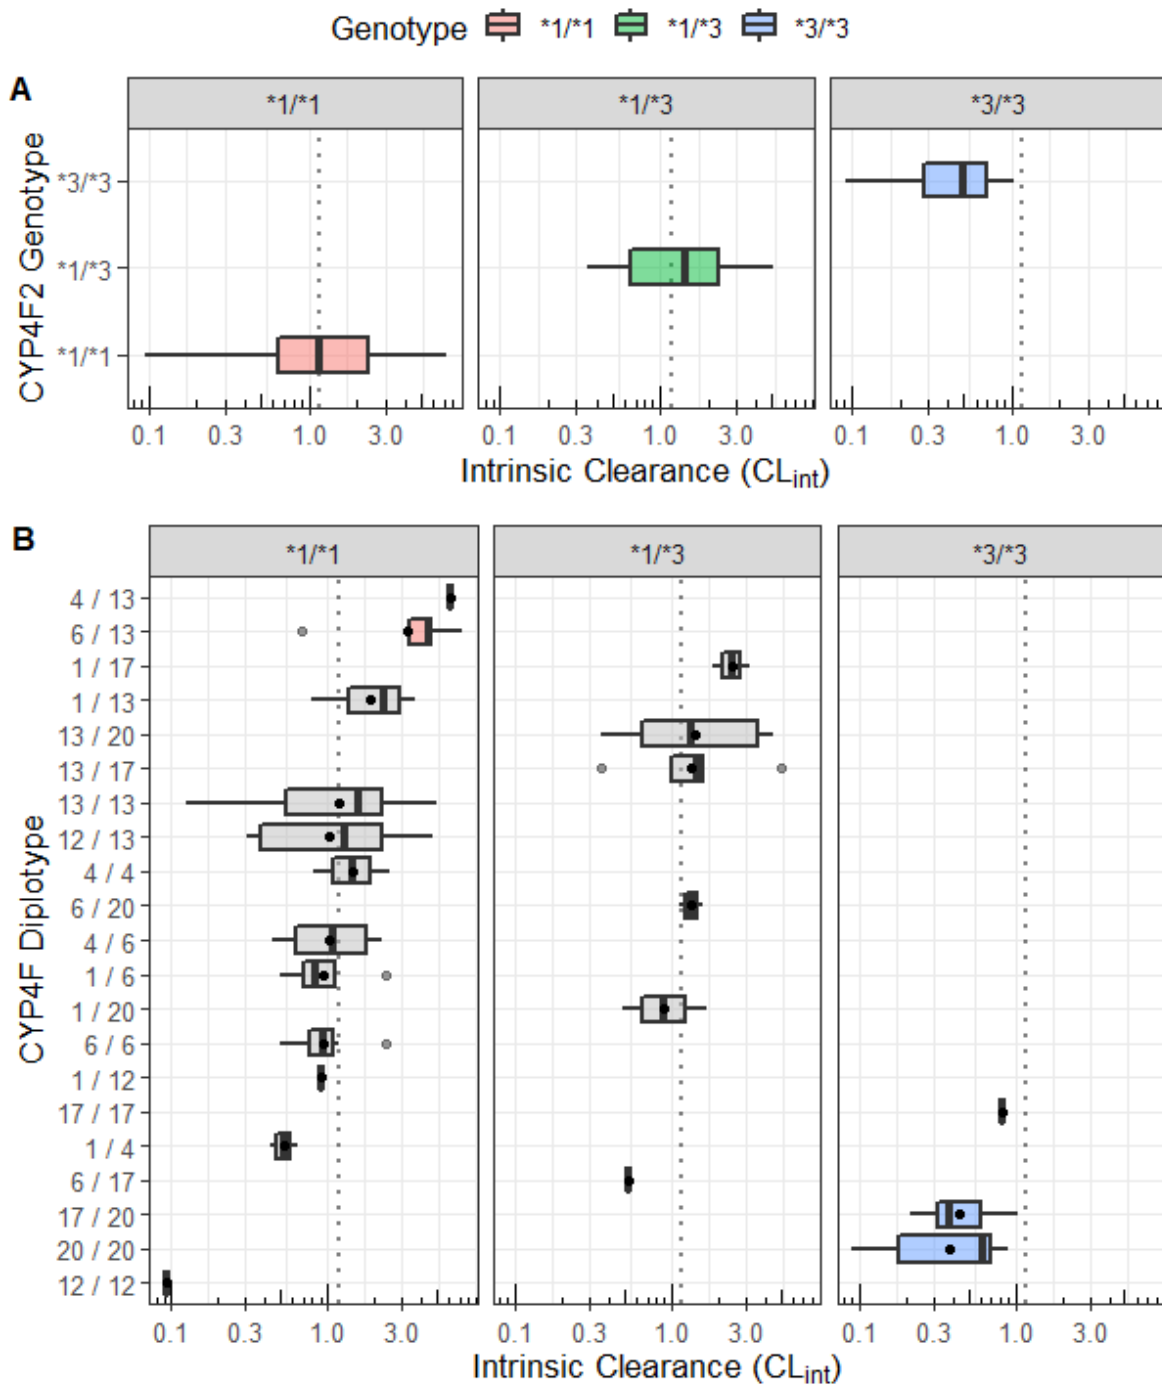 Genotype *1/*1 *1/*3 *3/*3
A
*1/*1 *1/*3 *3/*3
CYP4F2 Genotype
*3/*3
*1/*3
*1/*1
0.1 0.3 1.0 3.0 0.1 0.3 1.0 3.0 0.1 0.3 1.0 3.0
Intrinsic Clearance (CLint)
B
*1/*1 *1/*3 *3/*3
CYP4F Diplotype
4 / 13
6 / 13
1 / 17
1 / 13
13 / 20
13 / 17
13 / 13
12 / 13
4 / 4
6 / 20
4 / 6
1 / 6
1 / 20
6 / 6
1 / 12
17 / 17
1 / 4
6 / 17
17 / 20
20 / 20
12 / 12
0.1 0.3 1.0 3.0 0.1 0.3 1.0 3.0 0.1 0.3 1.0 3.0
Intrinsic Clearance (CLint)